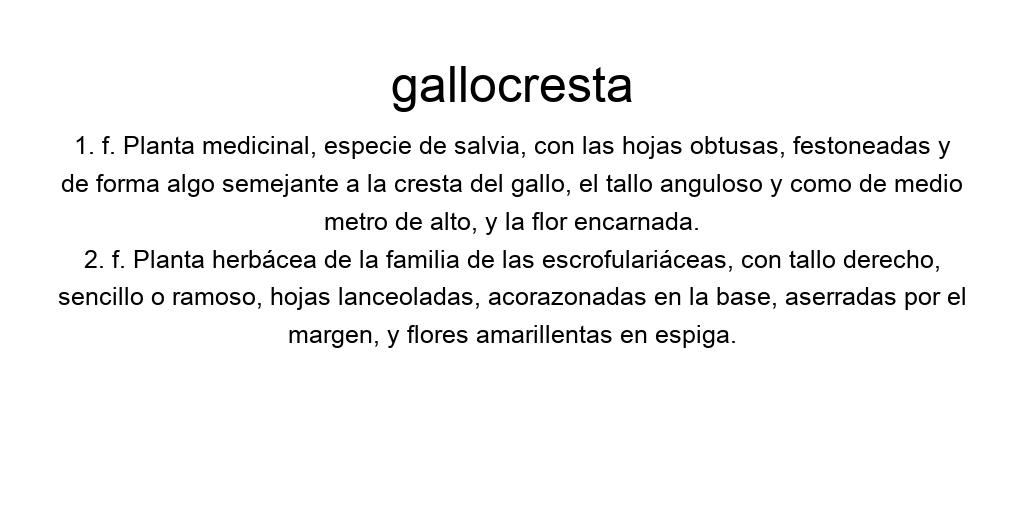 gallocresta
1. f. Planta medicinal, especie de salvia, con las hojas obtusas, festoneadas y
de forma algo semejante a la cresta del gallo, el tallo anguloso y como de medio
metro de alto, y la flor encarnada.
2. f. Planta herbácea de la familia de las escrofulariáceas, con tallo derecho,
sencillo o ramoso, hojas lanceoladas, acorazonadas en la base, aserradas por el
margen, y flores amarillentas en espiga.